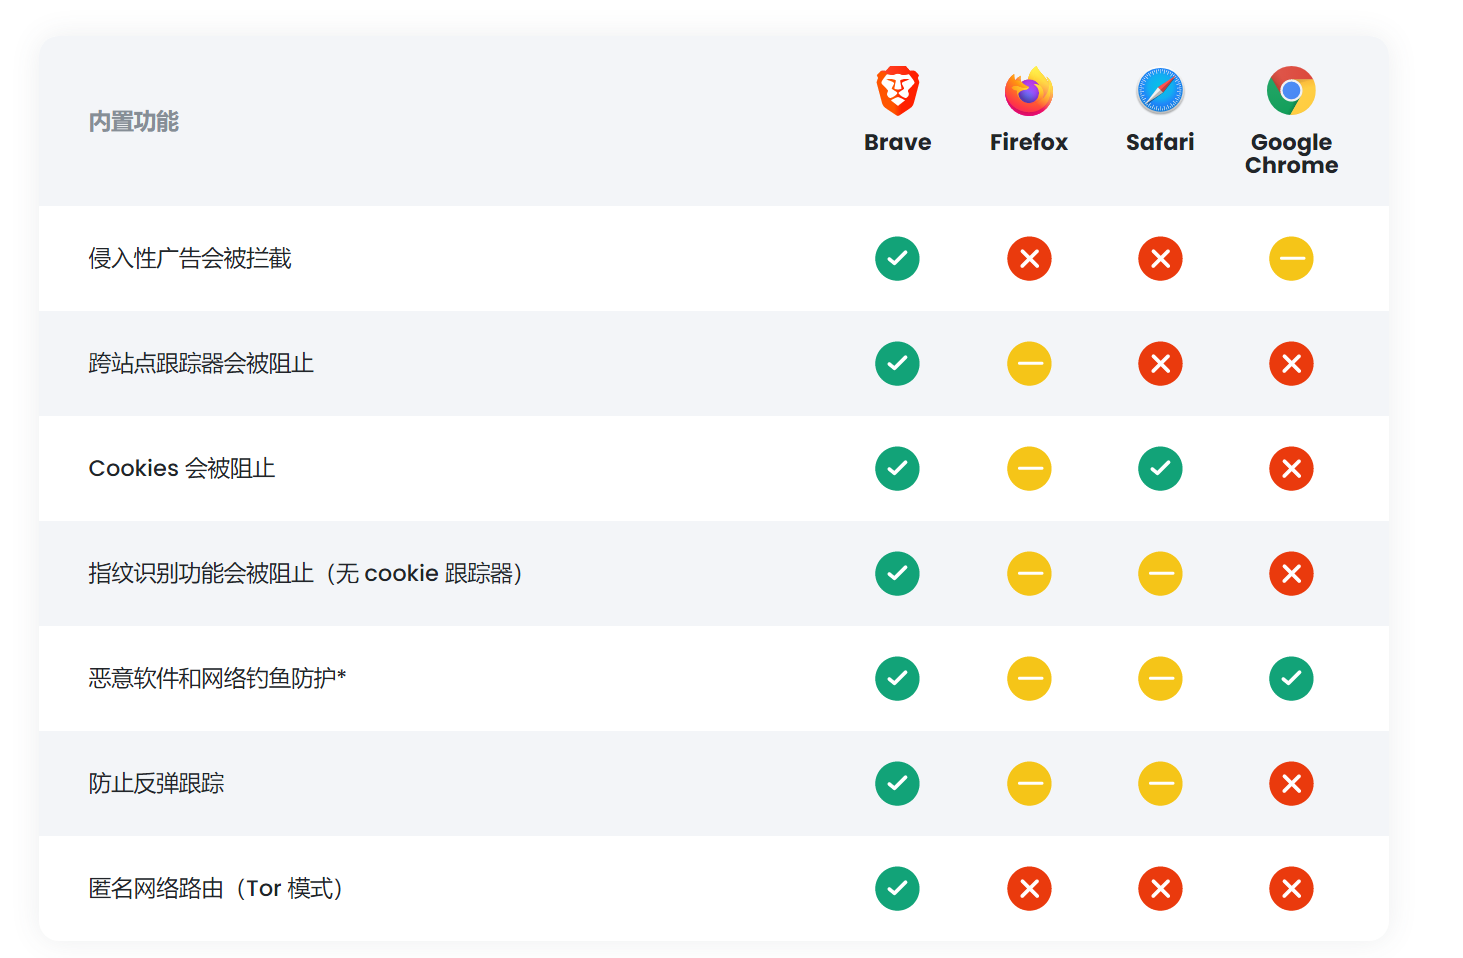 内置功能
Brave
Firefox
Safari
Google
Chrome
侵入性广告会被拦截
跨站点跟踪器会被阻止
Cookies 会被阻止
指纹识别功能会被阻止（无 cookie 跟踪器）
恶意软件和网络钓鱼防护*
防止反弹跟踪
匿名网络路由（Tor 模式）